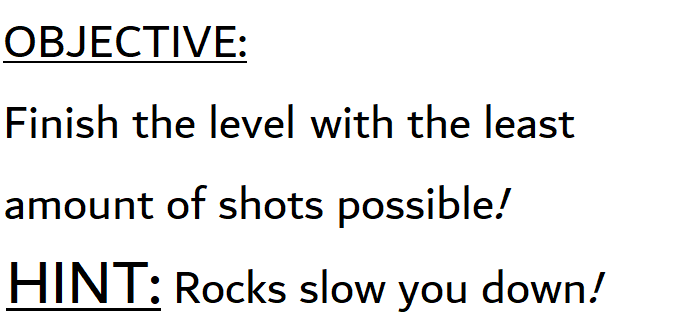 OBJECTIVE:
Finish the level with the least
amount of shots possible!
HINT: Rocks slow you down!